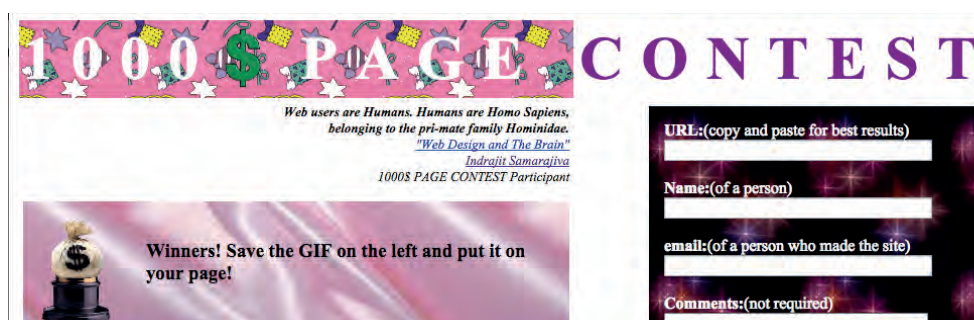 1000$ PAGE CONTEST
Web users are Humans. Humans are Homo Sapiens,
belonging to the pri-mate family Hominidae.
"Web Design and The Brain"
Indrajit Samarajiva
1000$ PAGE CONTEST Participant
$
Winners! Save the GIF on the left and put it on
your page!
URL:(copy and paste for best results)
Name:(of a person)
email:(of a person who made the site)
Comments:(not required)